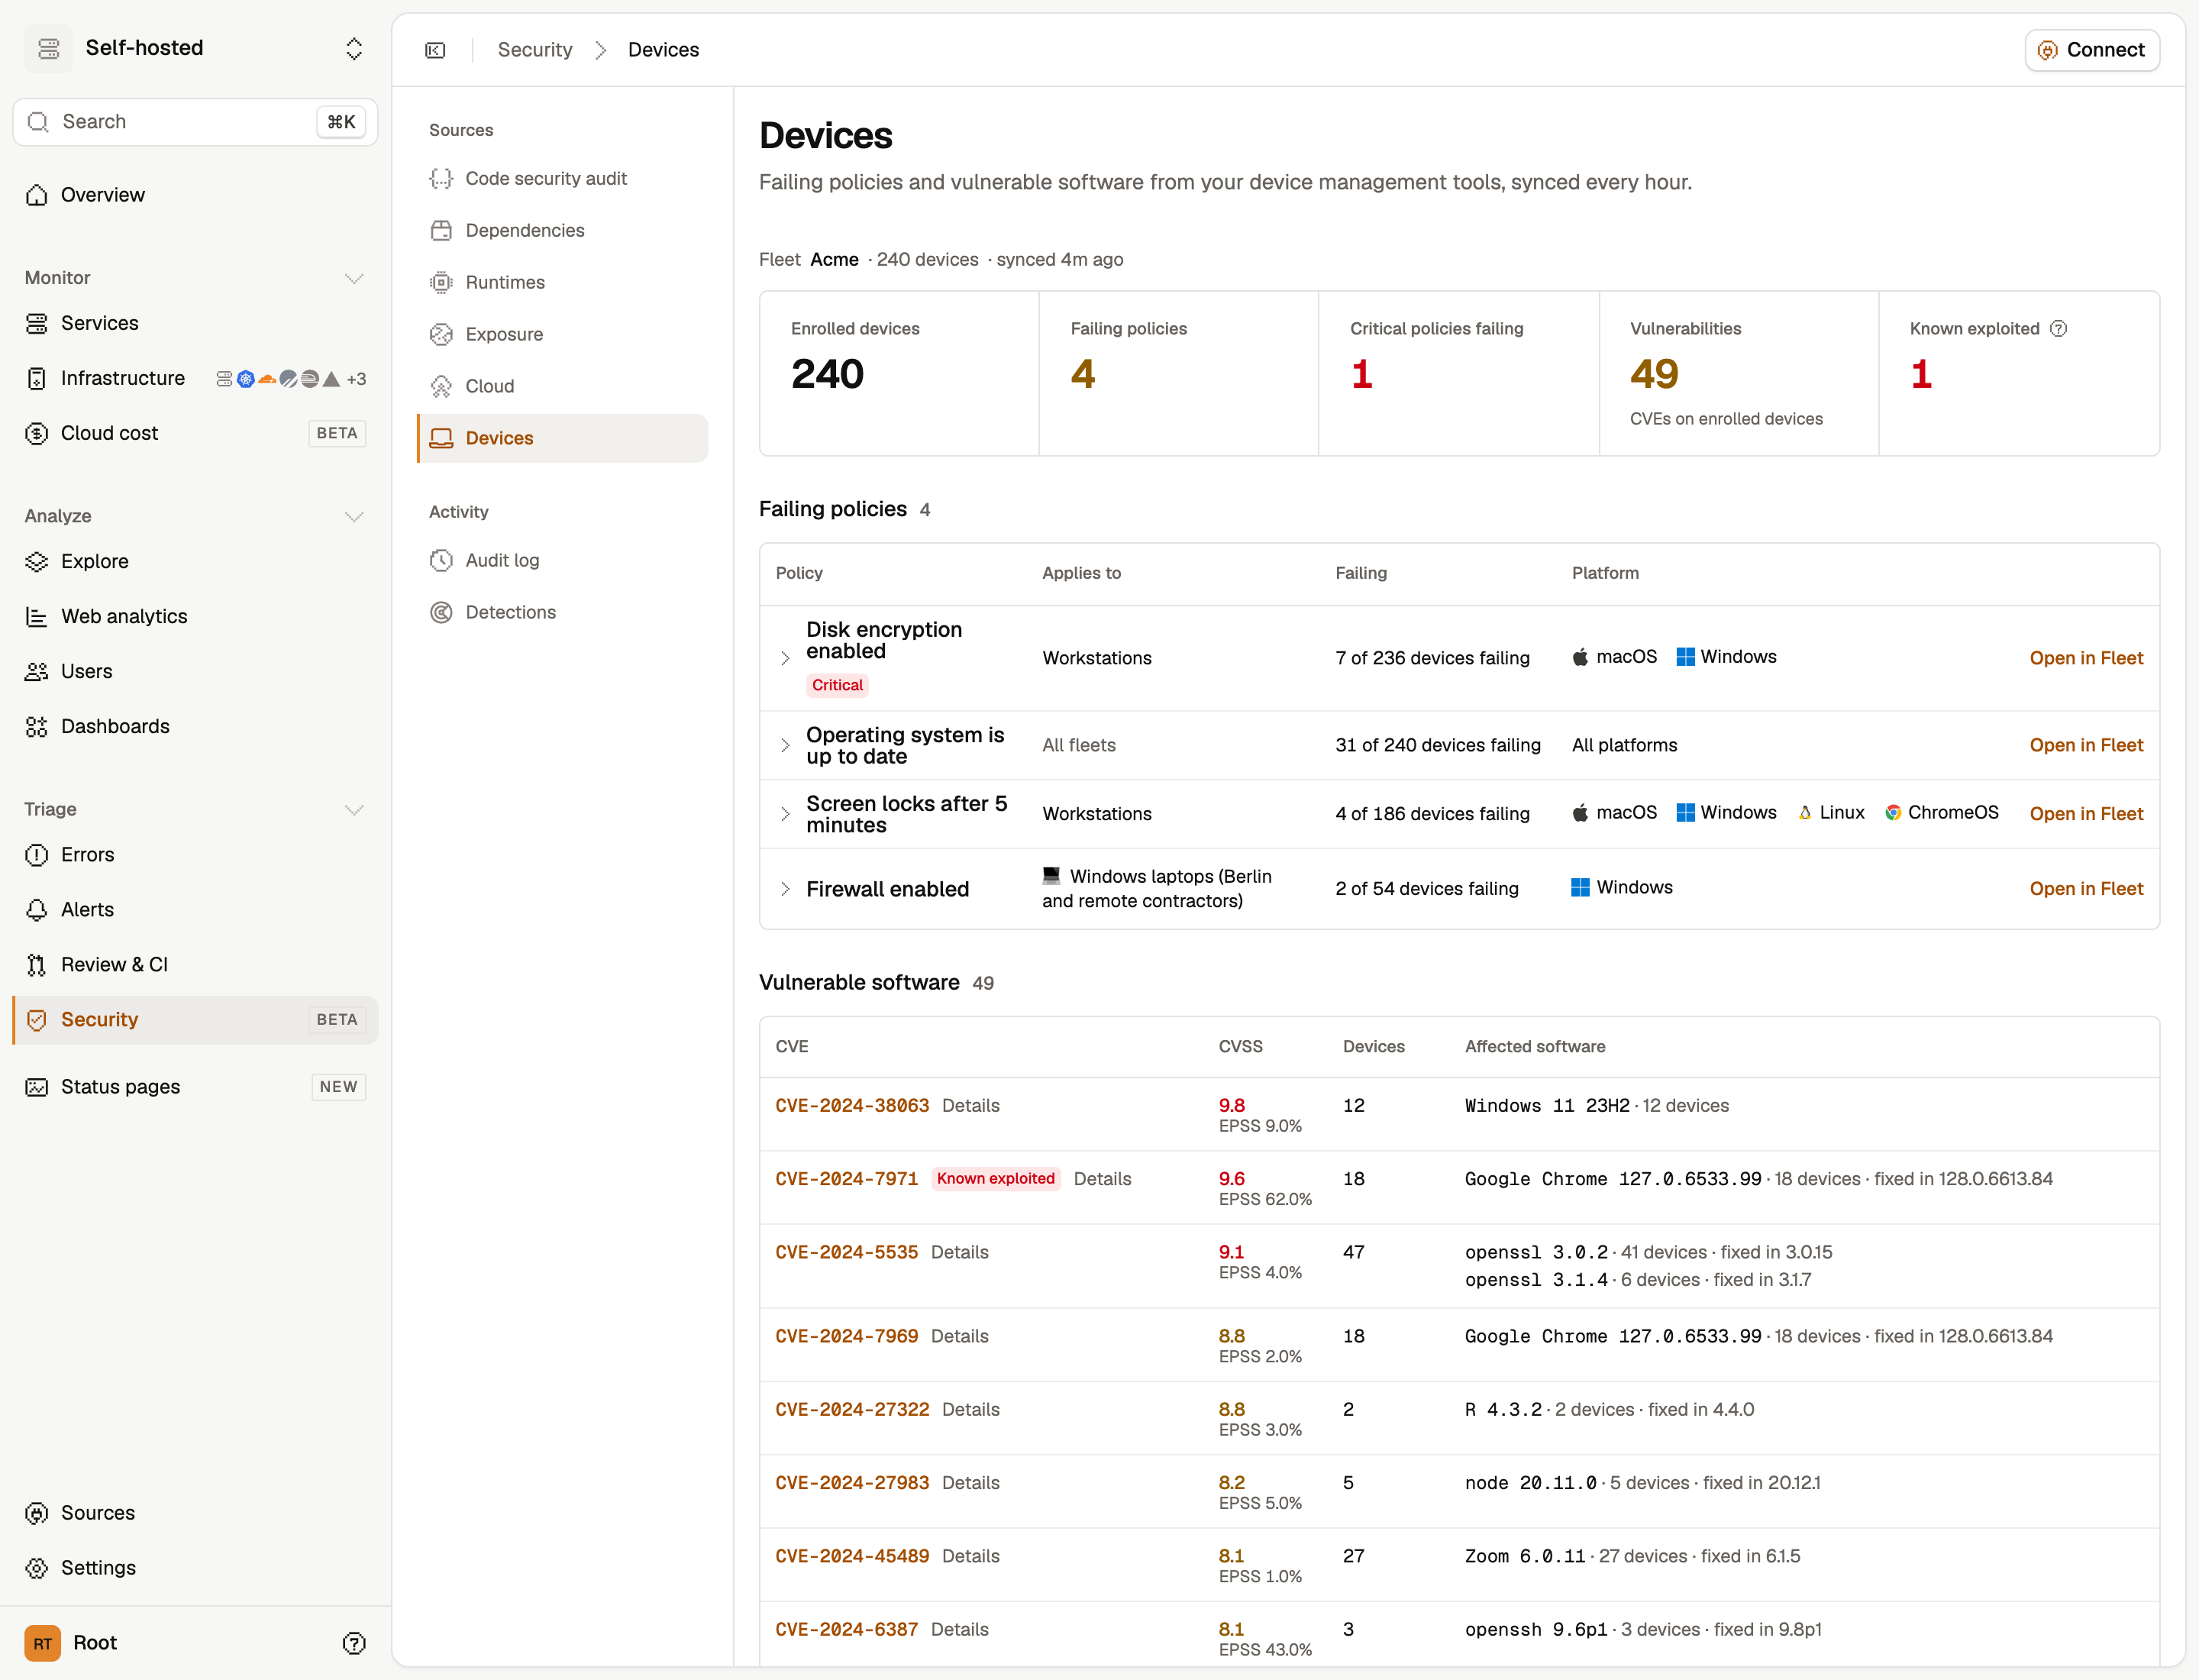 Self-hosted
Search
⌘K
Overview
Monitor
Services
Infrastructure
+3
Cloud cost
BETA
Analyze
Explore
Web analytics
Users
Dashboards
Triage
Errors
Alerts
Review & CI
Security
BETA
Status pages
NEW
Sources
Settings
RT
Root
Security
Devices
Connect
Sources
Code security audit
Dependencies
Runtimes
Exposure
Cloud
Devices
Activity
Audit log
Detections
Devices
Failing policies and vulnerable software from your device management tools, synced every hour.
Fleet Acme · 240 devices · synced 4m ago
Enrolled devices
240
Failing policies
4
Critical policies failing
1
Vulnerabilities
49
CVEs on enrolled devices
Known exploited
1
Failing policies 4
Policy Applies to Failing Platform
Disk encryption
enabled
Critical
Workstations
7 of 236 devices failing
macOS Windows
Open in Fleet
Operating system is
up to date
All fleets
31 of 240 devices failing
All platforms
Open in Fleet
Screen locks after 5
minutes
Workstations
4 of 186 devices failing
macOS Windows Linux ChromeOS
Open in Fleet
Firewall enabled
Windows laptops (Berlin
and remote contractors)
2 of 54 devices failing
Windows
Open in Fleet
Vulnerable software 49
CVE CVSS Devices Affected software
CVE-2024-38063 Details
9.8
EPSS 9.0%
12
Windows 11 23H2 · 12 devices
CVE-2024-7971 Known exploited Details
9.6
EPSS 62.0%
18
Google Chrome 127.0.6533.99 · 18 devices · fixed in 128.0.6613.84
CVE-2024-5535 Details
9.1
EPSS 4.0%
47
openssl 3.0.2 · 41 devices · fixed in 3.0.15
openssl 3.1.4 · 6 devices · fixed in 3.1.7
CVE-2024-7969 Details
8.8
EPSS 2.0%
18
Google Chrome 127.0.6533.99 · 18 devices · fixed in 128.0.6613.84
CVE-2024-27322 Details
8.8
EPSS 3.0%
2
R 4.3.2 · 2 devices · fixed in 4.4.0
CVE-2024-27983 Details
8.2
EPSS 5.0%
5
node 20.11.0 · 5 devices · fixed in 20.12.1
CVE-2024-45489 Details
8.1
EPSS 1.0%
27
Zoom 6.0.11 · 27 devices · fixed in 6.1.5
CVE-2024-6387 Details
8.1
EPSS 43.0%
3
openssh 9.6p1 · 3 devices · fixed in 9.8p1